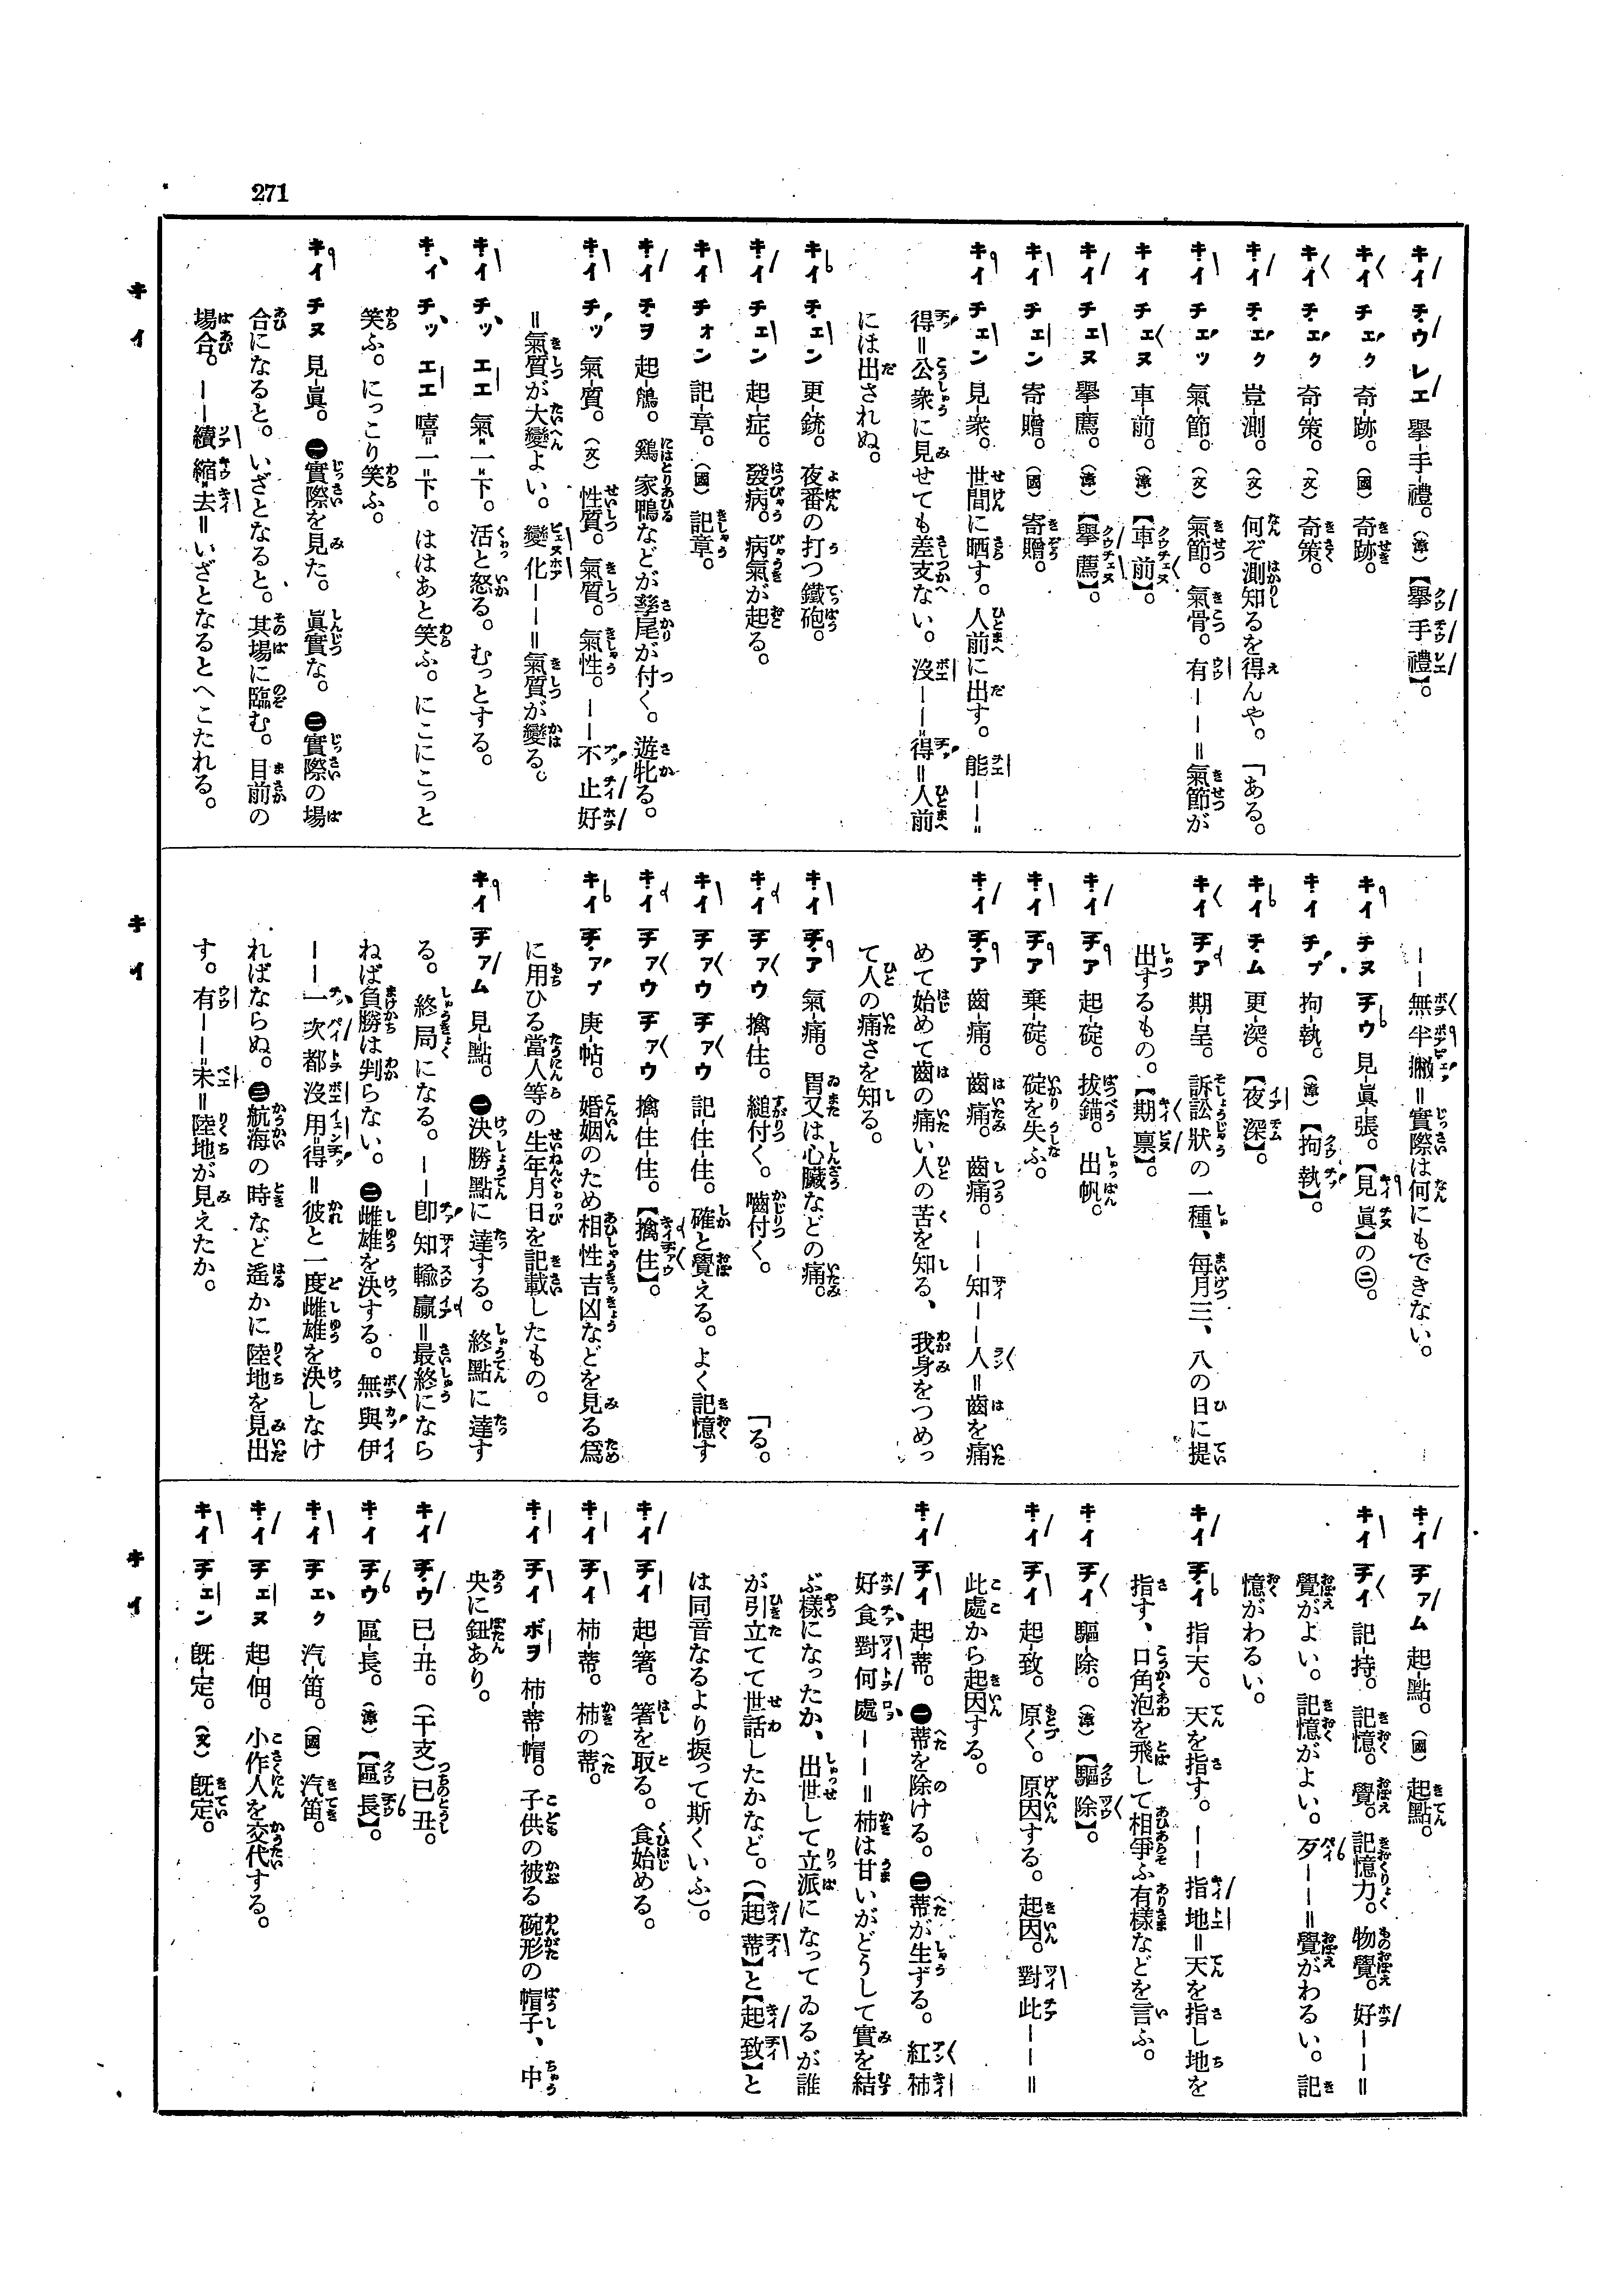 271
キイ チウ レエ 擧-手-禮。(漳)【擧手禮】。
キイ チェク 奇-跡。(國) 奇跡。
キイ チェク 奇-策。(文) 奇策。
キイ チェク 豈-測。(文) 何ぞ測知るを得んや。「ある。
キイ チェッ 氣-節。(文) 氣節。氣骨。有――=氣節が
キイ チェヌ 車-前。(漳)【車前】。
キイ チェヌ 擧-薦。(漳)【擧薦】。
キイ チェン 寄-贈。(國) 寄贈。
キイ チェン 見-衆。世間に晒す。人前に出す。能――=
得=公衆に見せても差支ない。沒――=得=人前
には出されぬ。
キイ チェン 更-銃。夜番の打つ鐵砲。
キイ チェン 起-症。發病。病氣が起る。
キイ チォン 記-章。(國) 記章。
キイ チヲ 起-鵤。鷄 家鴨などが孳尾が付く。遊牝る。
キイ チッ 氣-質。(文) 性質。氣質。氣性。――不止好
=氣質が大變よい。變化――=氣質が變る。
キイ チッ エエ 氣=一=下。活と怒る。むっとする。
キイ チッ エエ 嘻=一=下。ははあと笑ふ。にこにこっと
笑ふ。にっこり笑ふ。
キイ チヌ 見-眞。㊀實際を見た。眞實な。㊁實際の場
合になると。いざとなると。其場に臨む。目前の
場合。――續縮=去=いざとなるとへこたれる。
――無半撇=實際は何にもできない。
キイ チヌ チウ 見-眞-張。【見眞】の㊁。
キイ チプ 拘-執。(漳)【拘執】。
キイ チム 更-深。【夜深】。
キイ チァ 期-呈。訴訟狀の一種、每月三、八の日に提
出するもの。【期稟】。
キイ チァ 起-碇。拔錨。出帆。
キイ チァ 棄-碇。碇を失ふ。
キイ チア 齒-痛。齒痛。齒痛。――知――人=齒を痛
めて始めて齒の痛い人の苦を知る、我身をつめっ
て人の痛さを知る。
キイ チア 氣-痛。胃又は心臟などの痛。
キイ チァウ 擒-住。縋付く。嚙付く。「る。
キイ チァウ チァウ 記-住-住。確と覺える。よく記憶す
キイ チァウ チァウ 擒-住-住。【擒住】。
キイ チァプ 庚-帖。婚姻のため相性吉凶などを見る爲
に用ひる當人等の生年月日を記載したもの。
キイ チァム 見-點。㊀決勝點に達する。終點に達す
る。終局になる。――卽知輸贏=最終になら
ねば負勝は判らない。㊁雌雄を決する。無與伊
――一次都沒用=得=彼と一度雌雄を決しなけ
ればならぬ。㊂航海の時など遙かに陸地を見出
す。有――=未=陸地が見えたか。
キイ チァム 起-點。(國) 起點。
キイ チイ 記-持。記憶。覺。記憶力。物覺。好――=
覺がよい。記憶がよい。歹――=覺がわるい。記
憶がわるい。
キイ チイ 指-天。天を指す。――指地=天を指し地を
指す、口角泡を飛して相爭ふ有樣などを言ふ。
キイ チイ 驅-除。(漳)【驅除】。
キイ チイ 起-致。原く。原因する。起因。對此――=
此處から起因する。
キイ チイ 起-蒂。㊀蒂を除ける。㊁蒂が生ずる。紅柿
好食對何處――=柿は甘いがどうして實を結
ぶ樣になったか、出世して立派になってゐるが誰
が引立てて世話したかなど。(【起蒂】と【起致】と
は同音なるより捩って斯くいふ)。
キイ チイ 起-箸。箸を取る。食始める。
キイ チイ 柿-蒂。柿の蒂。
キイ チイ ボヲ 柿-蒂-帽。子供の被る碗形の帽子、中
央に鈕あり。
キイ チウ 已-丑。(干支)已丑。
キイ チウ 區-長。(漳)【區長】。
キイ チェク 汽-笛。(國) 汽笛。
キイ チェヌ 起-佃。小作人を交代する。
キイ チェン 旣-定。(文) 旣定。
キイ
キイ
キイ